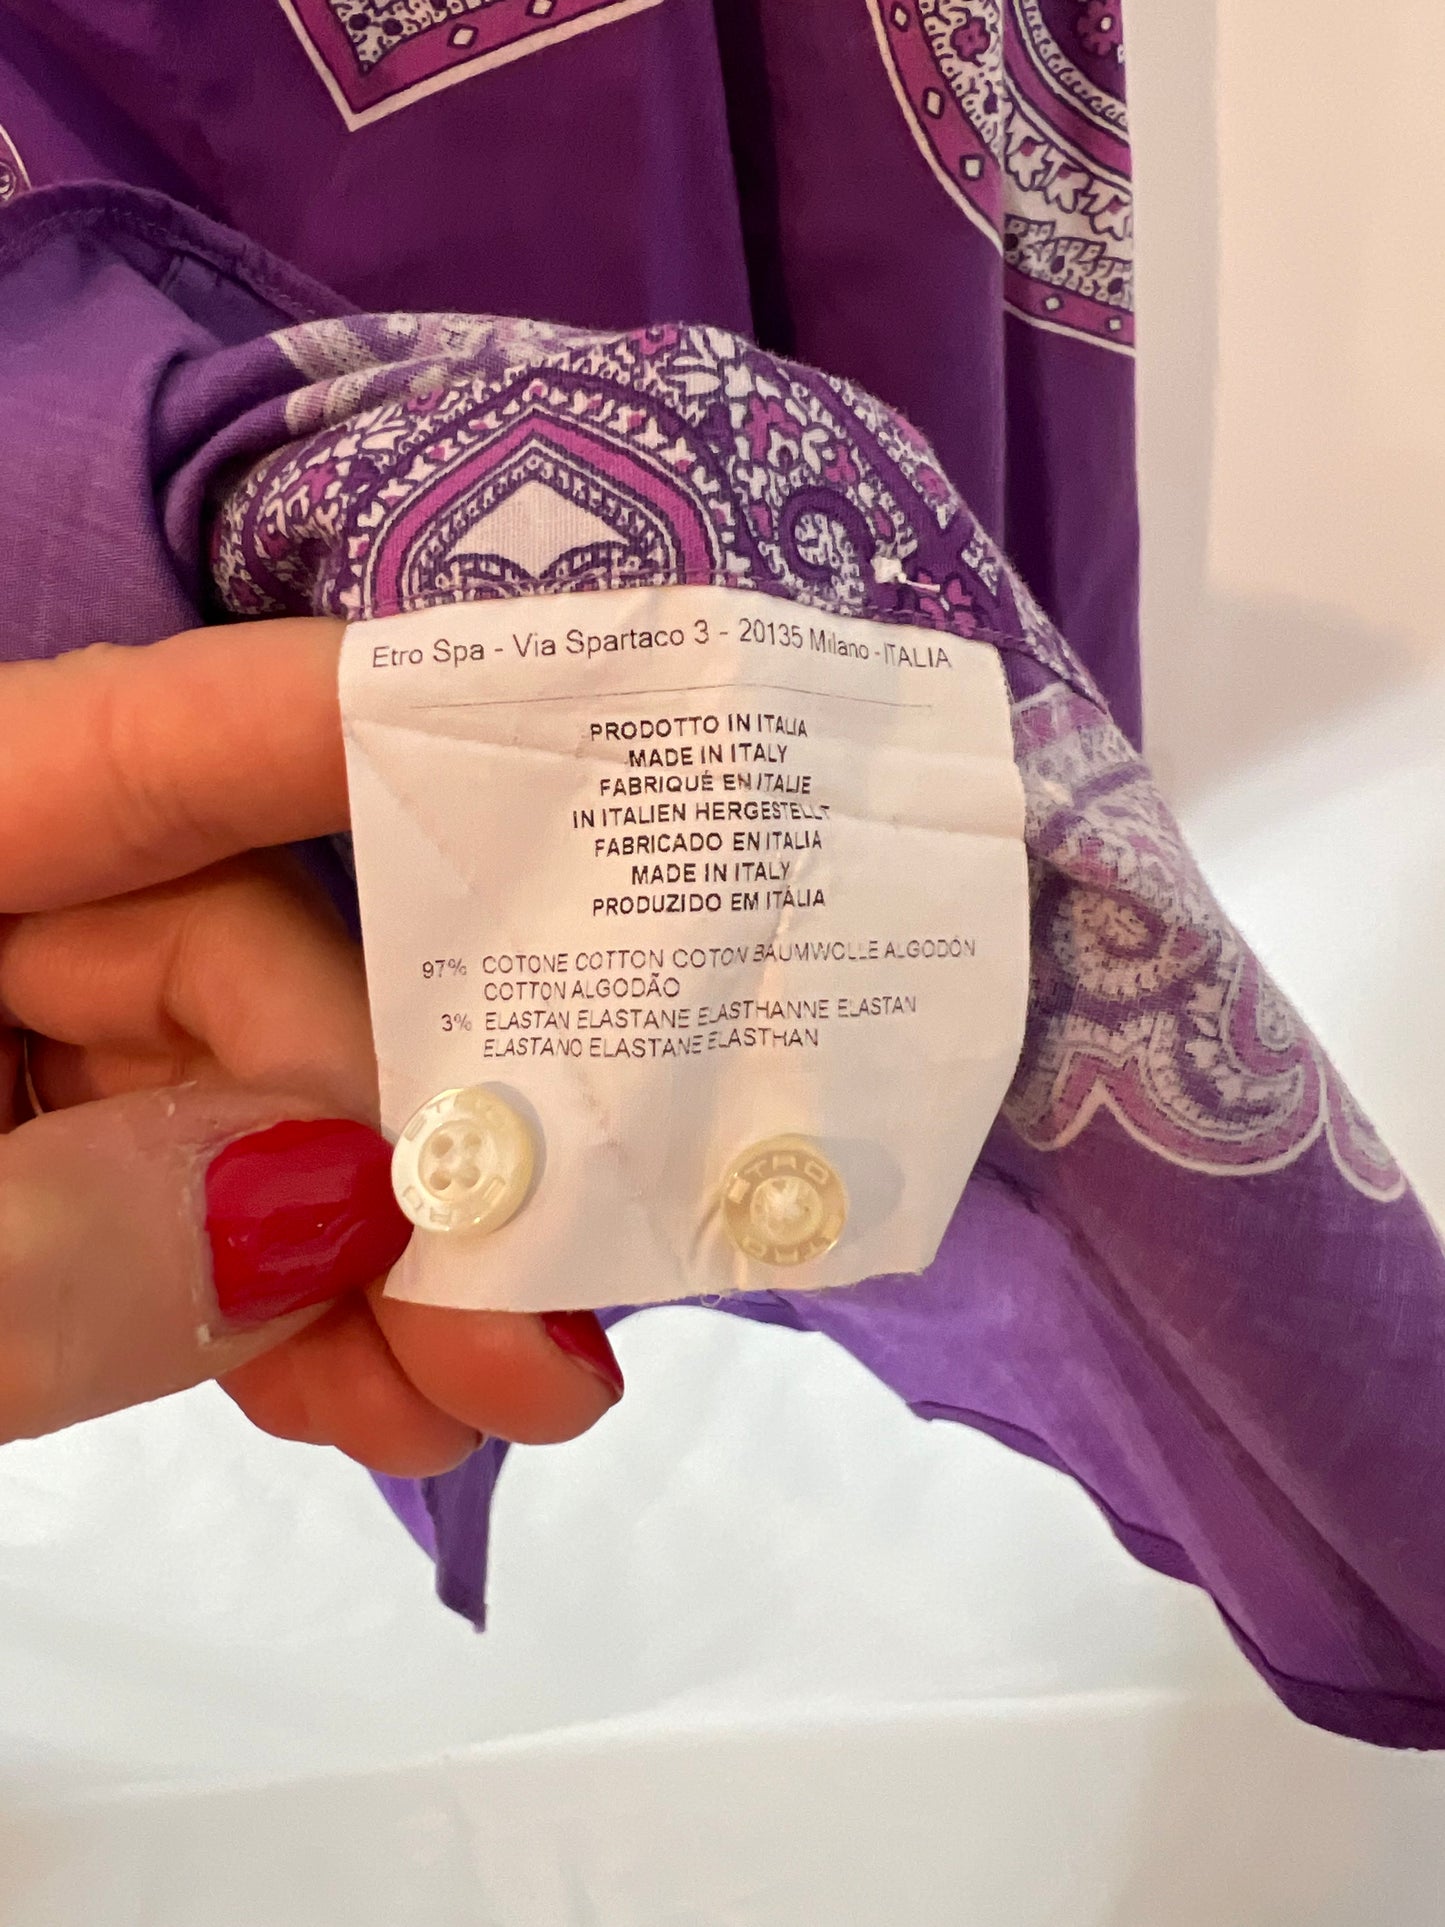 Etro Spa - Via Spartaco 3 - 20135 Milano - ITALIA
PRODOTTO IN ITALIA
MADE IN ITALY
FABRIQUÉ EN ITALIE
IN ITALIEN HERGESTELLT
FABRICADO EN ITALIA
MADE IN ITALY
PRODUZIDO EM ITÁLIA
97% COTONE COTTON COTON BAUMWOLLE ALGODÓN
COTTON ALGODÃO
3% ELASTAN ELASTANE ELASTHANNE ELASTAN
ELASTANO ELASTANE ELASTHAN
ETRO ETRO
ETRO ETRO